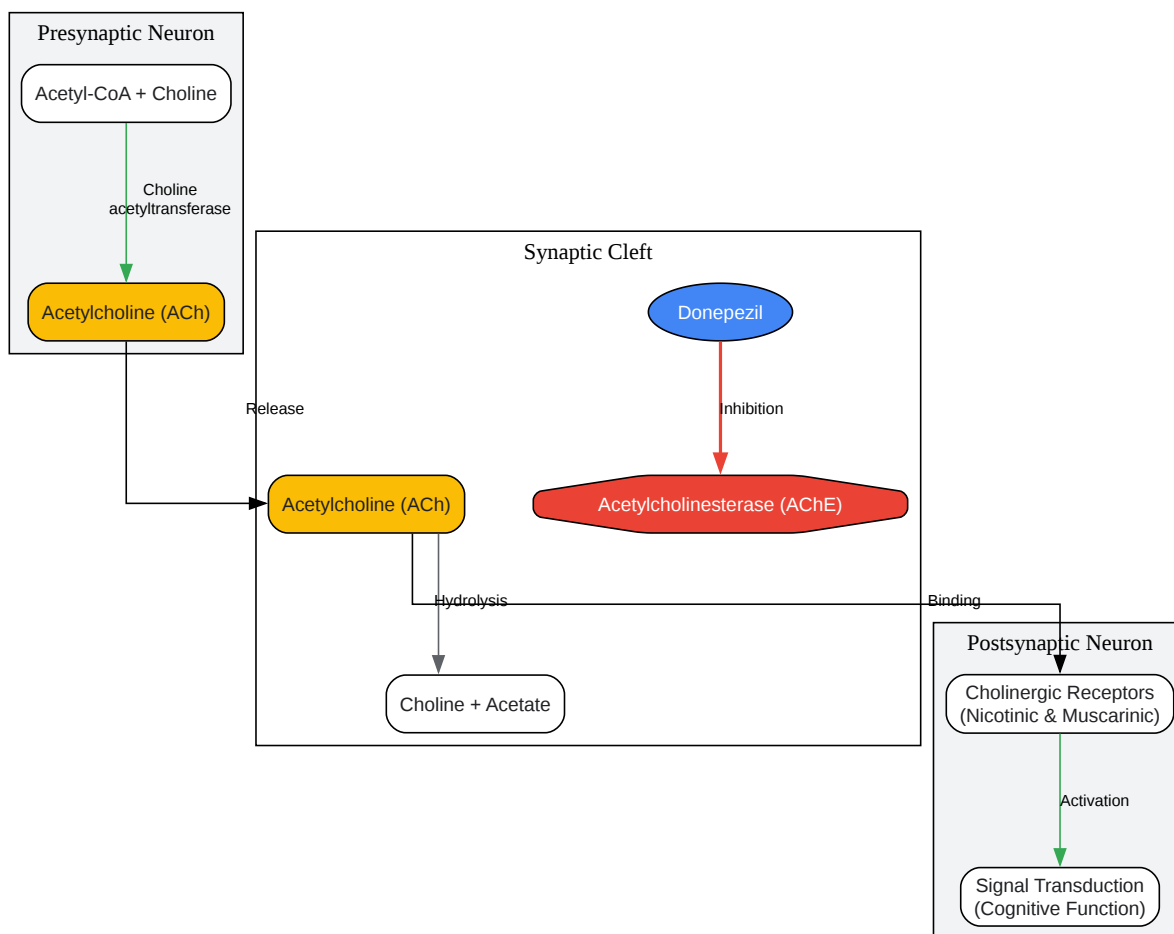 Presynaptic Neuron
Acetyl-CoA + Choline
Choline
acetyltransferase
Acetylcholine (ACh)
Release
Synaptic Cleft
Donepezil
Inhibition
Acetylcholine (ACh)
Acetylcholinesterase (AChE)
Hydrolysis
Binding
Choline + Acetate
Postsynaptic Neuron
Cholinergic Receptors
(Nicotinic & Muscarinic)
Activation
Signal Transduction
(Cognitive Function)